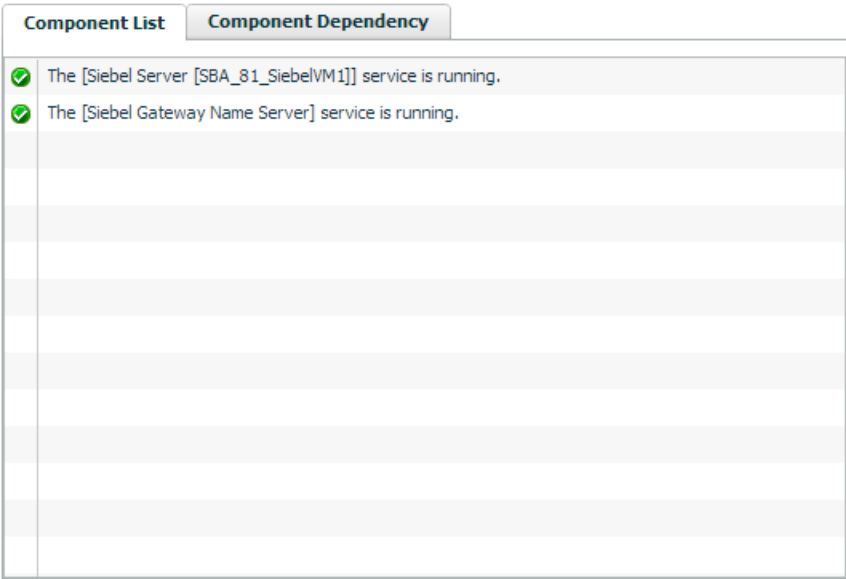 Component List Component Dependency
The [Siebel Server [SBA_81_SiebelVM1]] service is running.
The [Siebel Gateway Name Server] service is running.